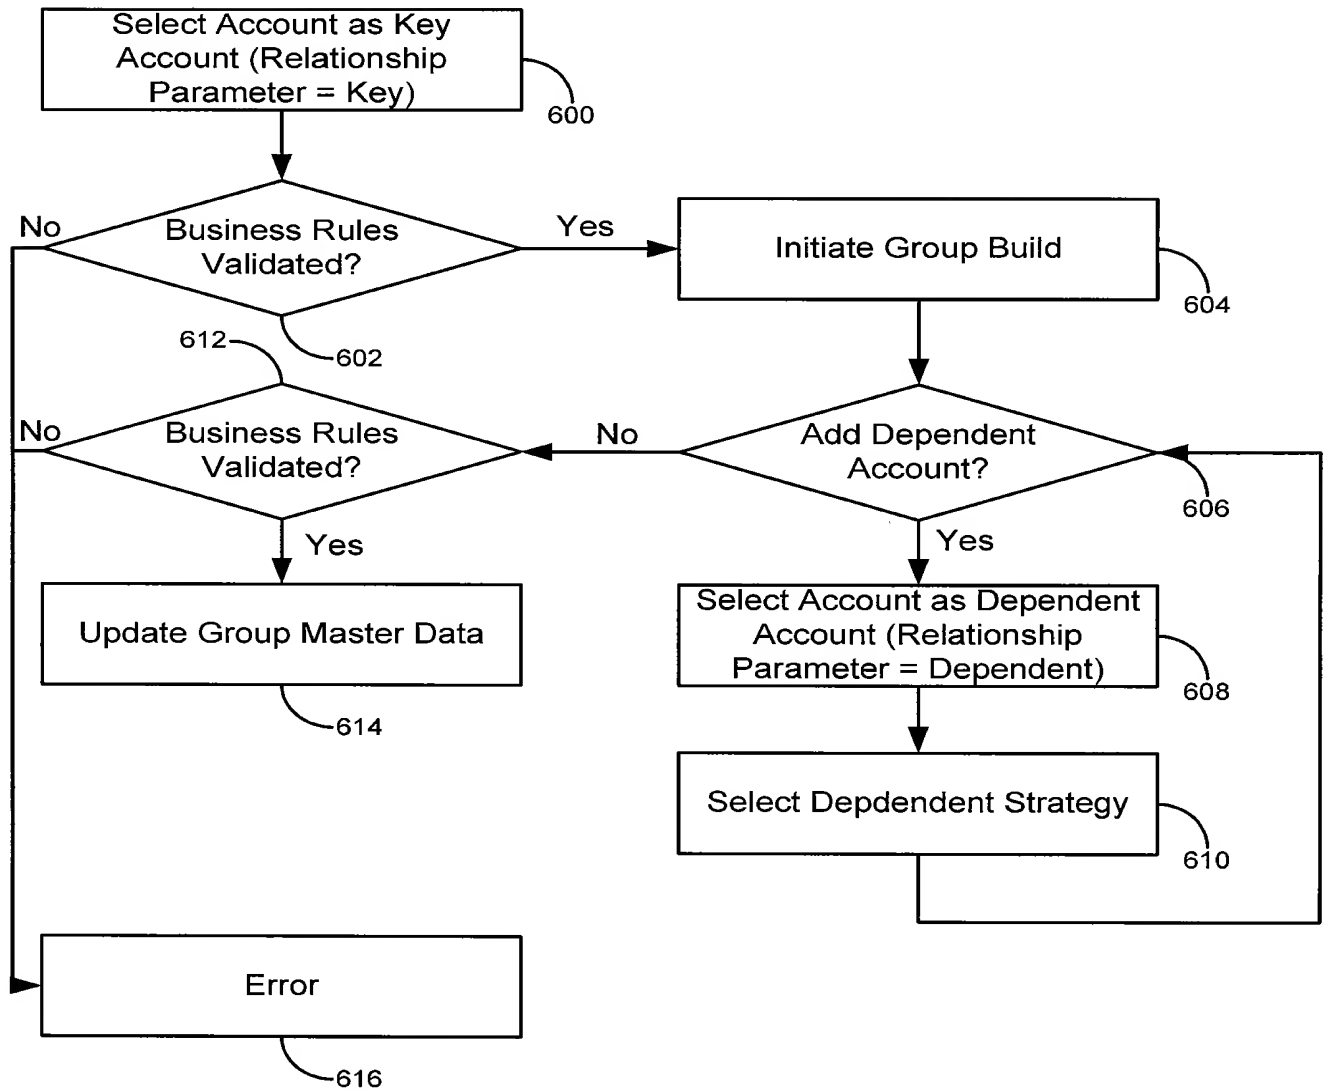 Select Account as Key
Account (Relationship
Parameter = Key)
600
No
Business Rules
Validated?
Yes
602
Initiate Group Build
604
612
No
Business Rules
Validated?
Yes
No
Add Dependent
Account?
606
Yes
Update Group Master Data
614
Select Account as Dependent
Account (Relationship
Parameter = Dependent)
608
Select Depdendent Strategy
610
Error
616